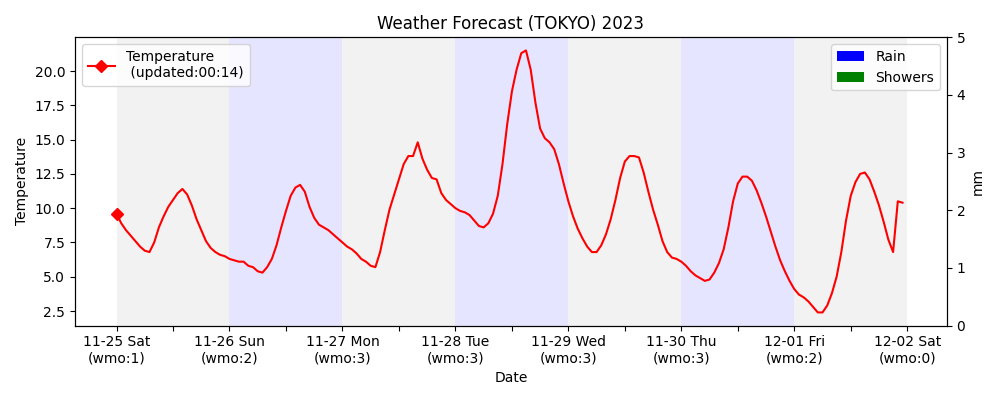 Weather Forecast (TOKYO) 2023
Temperature
(updated:00:14)
Rain
Showers
20.0
17.5
15.0
12.5
10.0
7.5
5.0
2.5
Temperature
5
4
3
2
1
0
mm
11-25 Sat 11-26 Sun 11-27 Mon 11-28 Tue 11-29 Wed 11-30 Thu 12-01 Fri 12-02 Sat
(wmo:1) (wmo:2) (wmo:3) (wmo:3) (wmo:3) (wmo:3) (wmo:2) (wmo:0)
Date